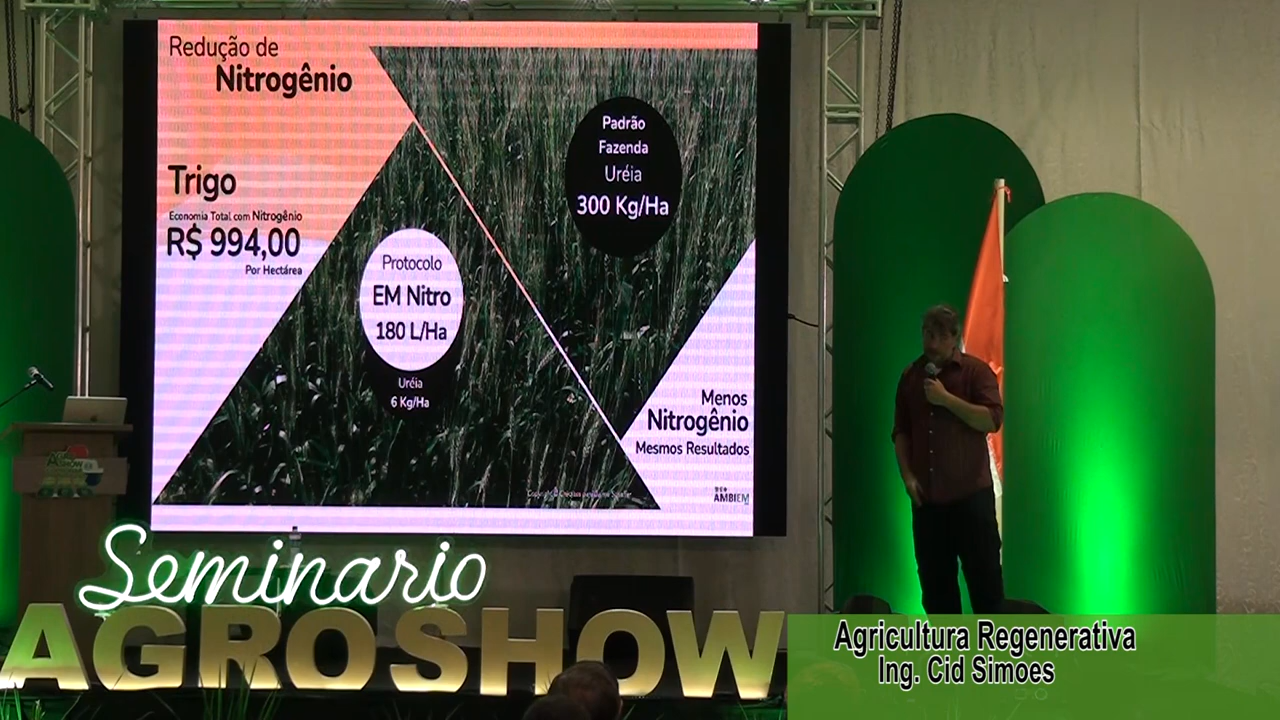 Redução de
Nitrogênio
Trigo
Economia Total com Nitrogênio
R$ 994,00
Por Hectárea
Padrão
Fazenda
Uréia
300 Kg/Ha
Protocolo
EM Nitro
180 L/Ha
Uréia
6 Kg/Ha
Menos
Nitrogênio
Mesmos Resultados
AMBIEM
AGROSHOW
Seminario
AGROSHOW
Agricultura Regenerativa
Ing. Cid Simoes